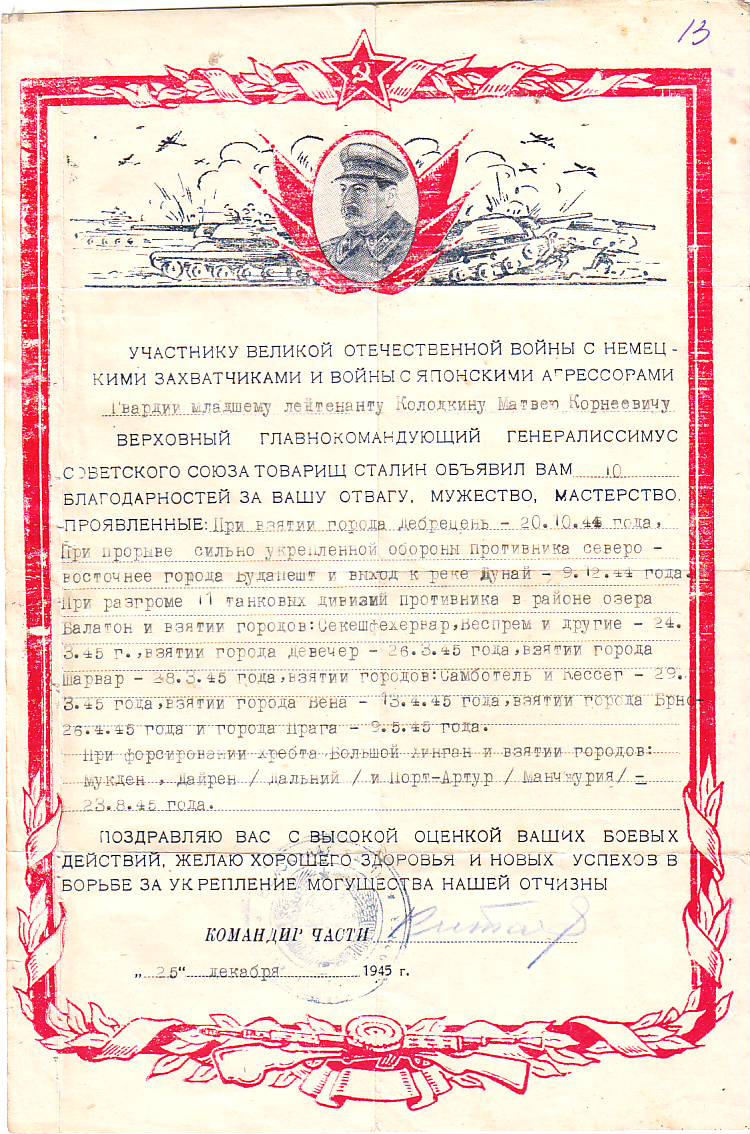 13
УЧАСТНИКУ ВЕЛИКОЙ ОТЕЧЕСТВЕННОЙ ВОЙНЫ С НЕМЕЦ-
КИМИ ЗАХВАТЧИКАМИ И ВОЙНЫ С ЯПОНСКИМИ АГРЕССОРАМИ
Гвардии младшему лейтенанту Колодкину Матвею Корнеевичу
ВЕРХОВНЫЙ ГЛАВНОКОМАНДУЮЩИЙ ГЕНЕРАЛИССИМУС
СОВЕТСКОГО СОЮЗА ТОВАРИЩ СТАЛИН ОБЪЯВИЛ ВАМ 10
БЛАГОДАРНОСТЕЙ ЗА ВАШУ ОТВАГУ, МУЖЕСТВО, МАСТЕРСТВО.
ПРОЯВЛЕННЫЕ: При взятии города Дебрецень - 20.10.44 года,
При прорыве сильно укрепленной обороны противника северо -
восточнее города Будапешт и выход к реке Дунай - 9.12.44 года.
При разгроме 11 танковых дивизий противника в районе озера
Балатон и взятии городов: Секешфехервар, Веспрем и другие - 24.
3.45 г., взятии города Девечер - 26.3.45 года, взятии города
Шарвар - 28.3.45 года, взятии городов: Самботель и Кессег - 29.
3.45 года, взятии города Вена - 13.4.45 года, взятии города Брно-
26.4.45 года и города Прага - 9.5.45 года.
При форсировании хребта Большой Хинган и взятии городов:
Мукден, Дайрен / Дальний / и Порт-Артур / Манчжурия/ -
23.8.45 года.
ПОЗДРАВЛЯЮ ВАС С ВЫСОКОЙ ОЦЕНКОЙ ВАШИХ БОЕВЫХ
ДЕЙСТВИЙ, ЖЕЛАЮ ХОРОШЕГО ЗДОРОВЬЯ И НОВЫХ УСПЕХОВ В
БОРЬБЕ ЗА УКРЕПЛЕНИЕ МОГУЩЕСТВА НАШЕЙ ОТЧИЗНЫ
КОМАНДИР ЧАСТИ
„25" декабря 1945 г.